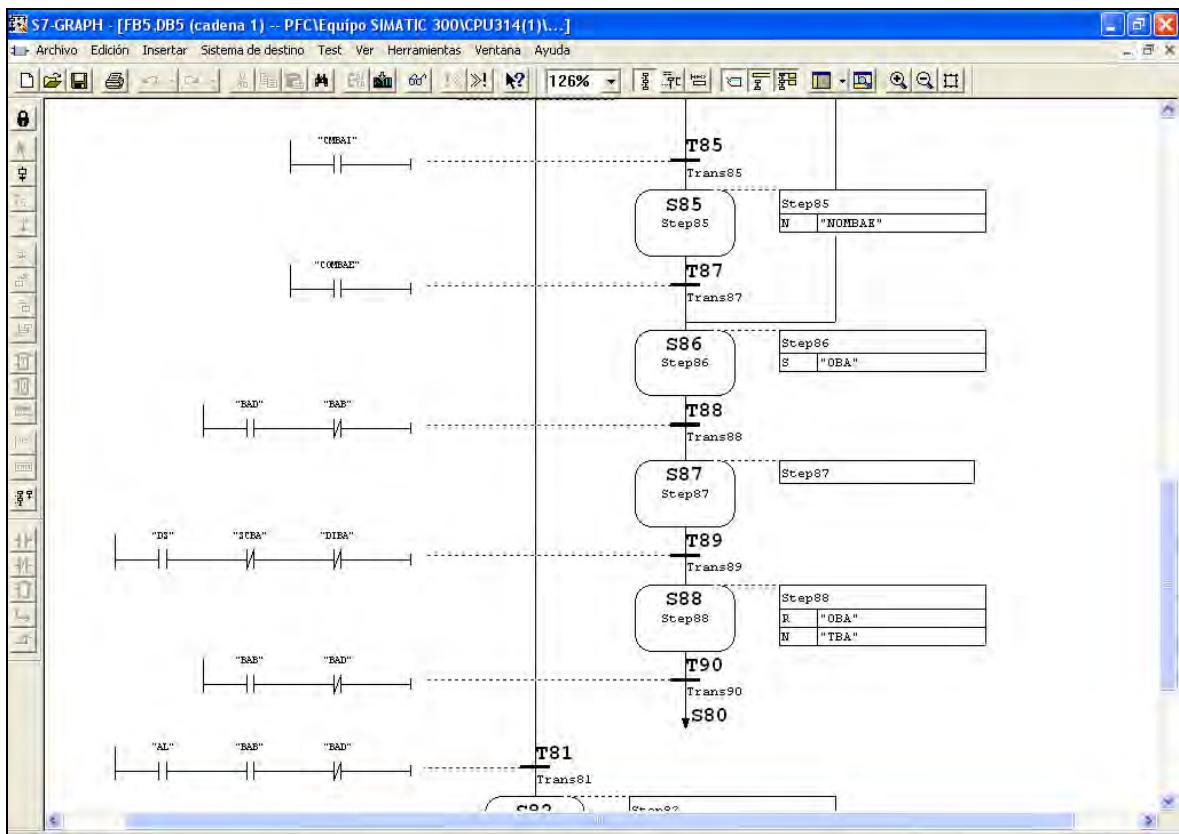 S7-GRAPH - [FB5,DB5 (cadena 1) -- PFC\Equipo SIMATIC 300\CPU314(1)\...]
Archivo Edición Insertar Sistema de destino Test Ver Herramientas Ventana Ayuda
126%
"CMBAI"
T85
Trans85
S85
Step85
Step85
N "NOMBAE"
"COMBAE"
T87
Trans87
S86
Step86
Step86
S "OBA"
"BAD" "BAB"
T88
Trans88
S87
Step87
Step87
"DS" "SCBA" "DIBA"
T89
Trans89
S88
Step88
Step88
R "OBA"
N "TBA"
"BAB" "BAD"
T90
Trans90
S80
"AL" "BAB" "BAD"
T81
Trans81
S82